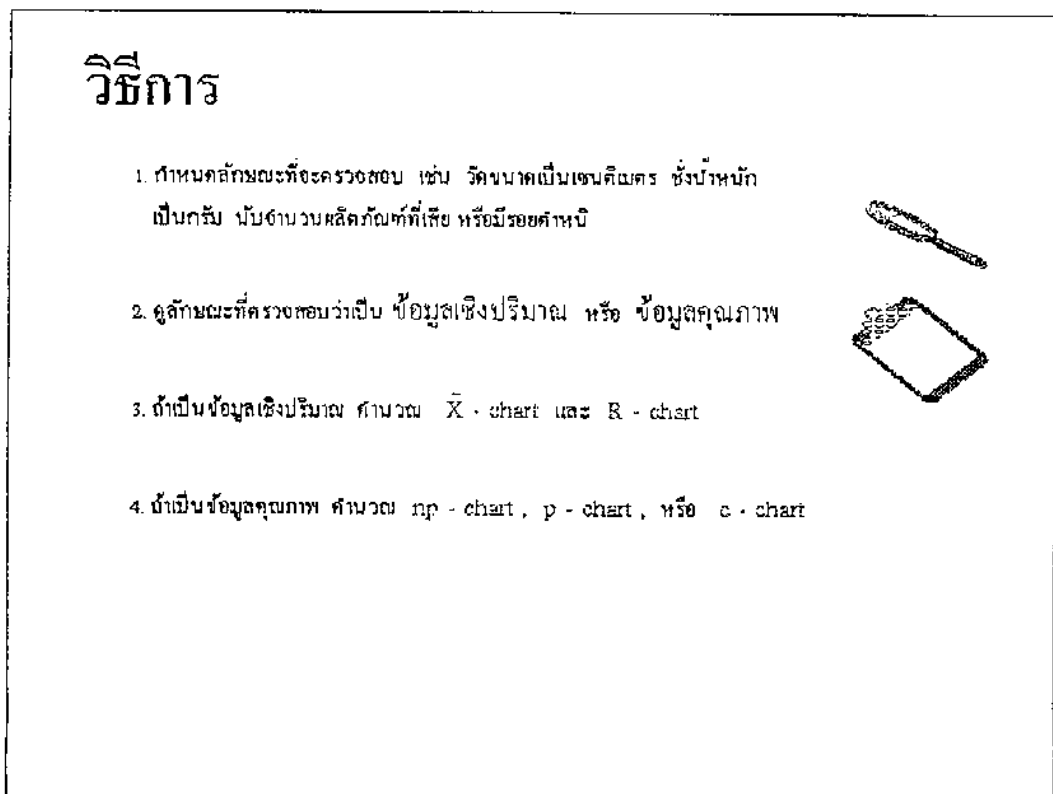 วิธีการ
1. กำหนดลักษณะที่จะตรวจสอบ เช่น วัดขนาดเป็นเซนติเมตร ชั่งน้ำหนัก
เป็นกรัม นับจำนวนผลิตภัณฑ์ที่เสีย หรือมีรอยตำหนิ
2. ดูลักษณะที่ตรวจสอบว่าเป็น ข้อมูลเชิงปริมาณ หรือ ข้อมูลคุณภาพ
3. ถ้าเป็นข้อมูลเชิงปริมาณ คำนวณ X̄ - chart และ R - chart
4. ถ้าเป็นข้อมูลคุณภาพ คำนวณ np - chart , p - chart , หรือ c - chart